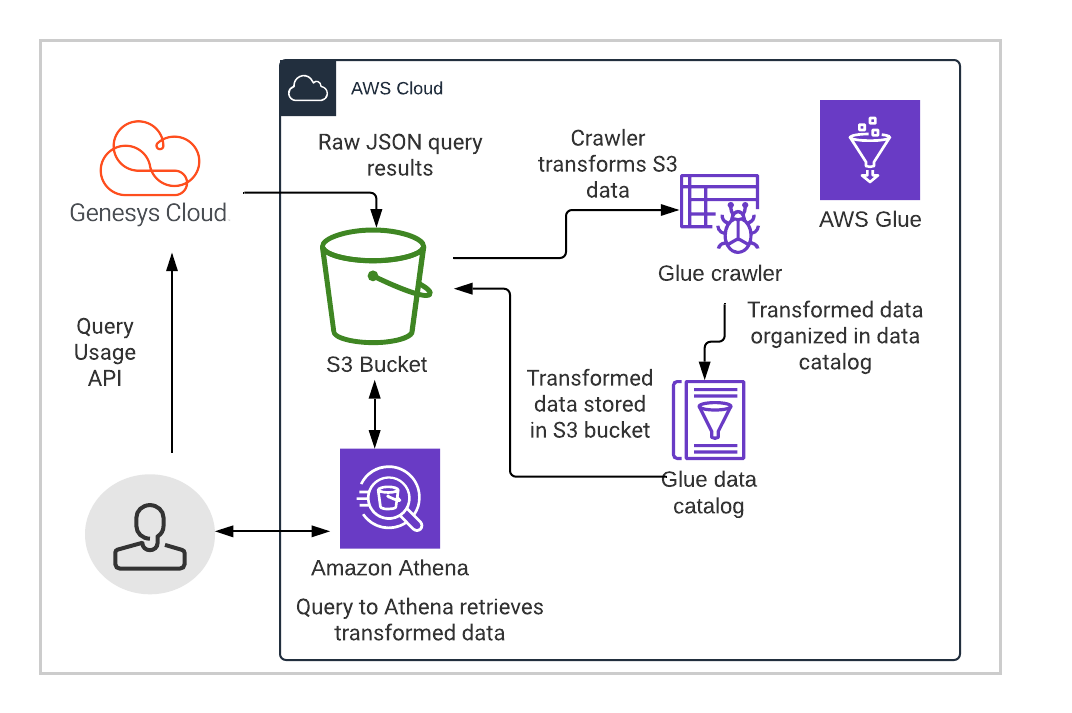 AWS Cloud
Raw JSON query
results
Crawler
transforms S3
data
AWS Glue
Genesys Cloud
Glue crawler
Query
Usage
API
S3 Bucket
Transformed data
organized in data
catalog
Transformed
data stored
in S3 bucket
Glue data
catalog
Amazon Athena
Query to Athena retrieves
transformed data